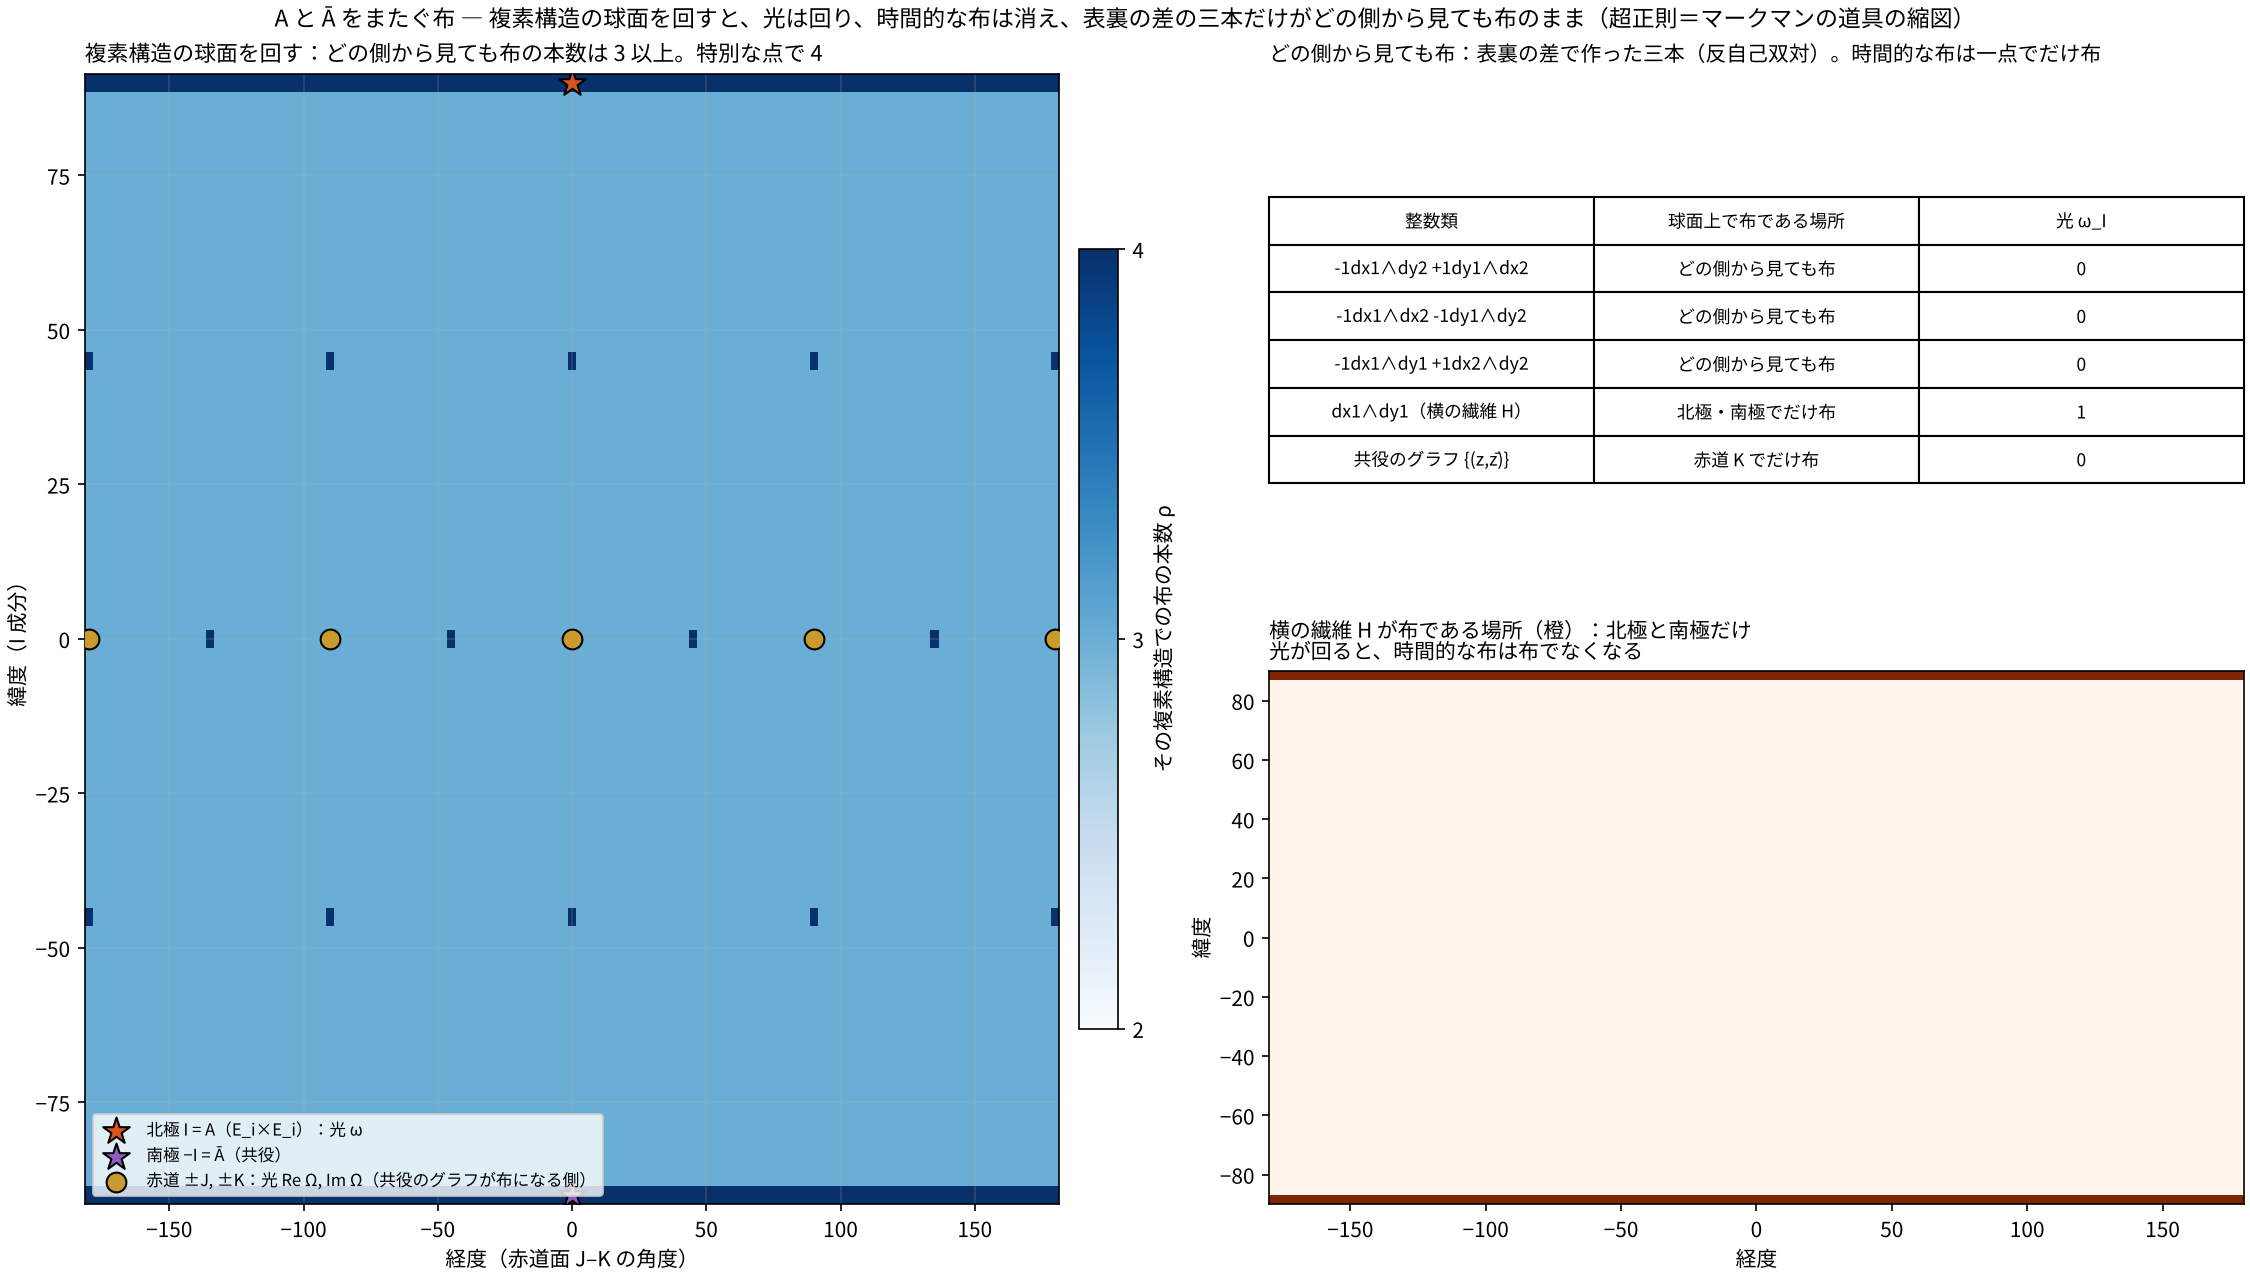 A と Ā をまたぐ布 — 複素構造の球面を回すと、光は回り、時間的な布は消え、表裏の差の三本だけがどの側から見ても布のまま（超正則＝マークマンの道具の縮図）
複素構造の球面を回す：どの側から見ても布の本数は 3 以上。特別な点で 4
75
50
25
0
−25
−50
−75
緯度（I 成分）
−150
−100
−50
0
50
100
150
経度（赤道面 J–K の角度）
北極 I = A（E_i×E_i）：光 ω
南極 −I = Ā（共役）
赤道 ±J, ±K：光 Re Ω, Im Ω（共役のグラフが布になる側）
4
3
2
その複素構造での布の本数 ρ
どの側から見ても布：表裏の差で作った三本（反自己双対）。時間的な布は一点でだけ布
整数類 球面上で布である場所 光 ω_I
-1dx1∧dy2 +1dy1∧dx2 どの側から見ても布 0
-1dx1∧dx2 -1dy1∧dy2 どの側から見ても布 0
-1dx1∧dy1 +1dx2∧dy2 どの側から見ても布 0
dx1∧dy1（横の繊維 H） 北極・南極でだけ布 1
共役のグラフ {(z,z̄)} 赤道 K でだけ布 0
横の繊維 H が布である場所（橙）：北極と南極だけ
光が回ると、時間的な布は布でなくなる
80
60
40
20
0
−20
−40
−60
−80
緯度
−150
−100
−50
0
50
100
150
経度